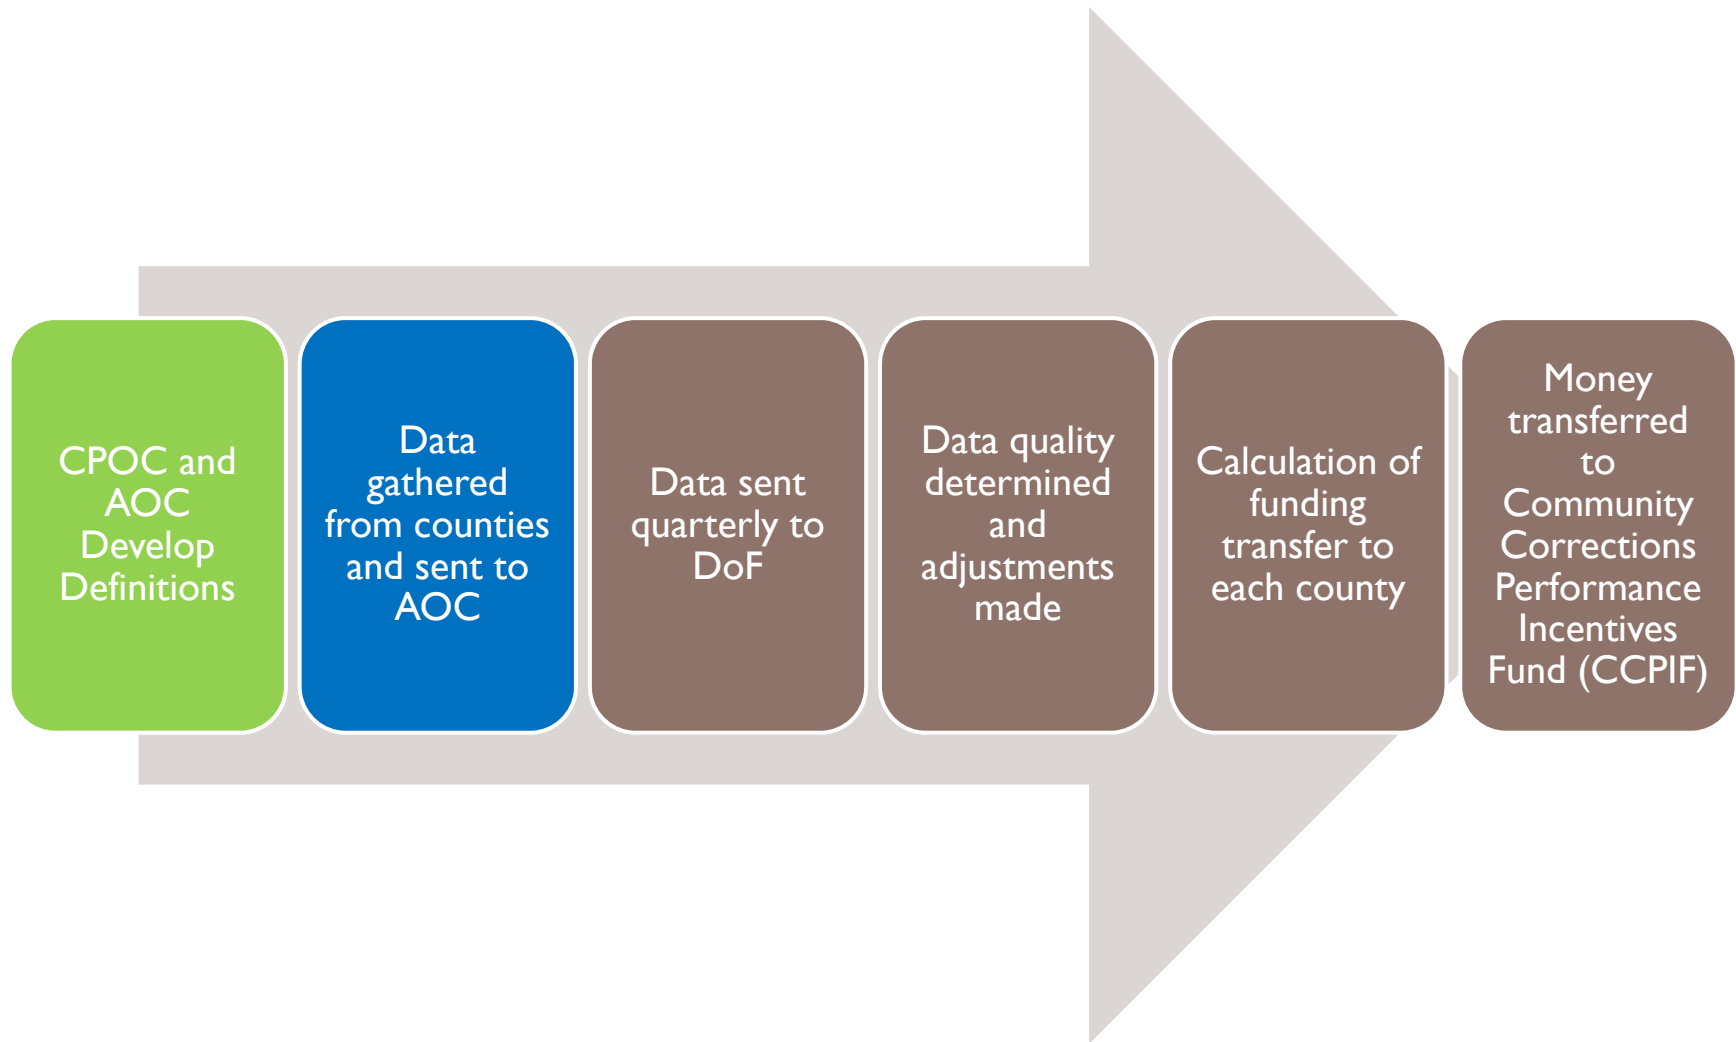 CPOC and
AOC
Develop
Definitions
Data
gathered
from counties
and sent to
AOC
Data sent
quarterly to
DoF
Data quality
determined
and
adjustments
made
Calculation of
funding
transfer to
each county
Money
transferred
to
Community
Corrections
Performance
Incentives
Fund (CCPIF)